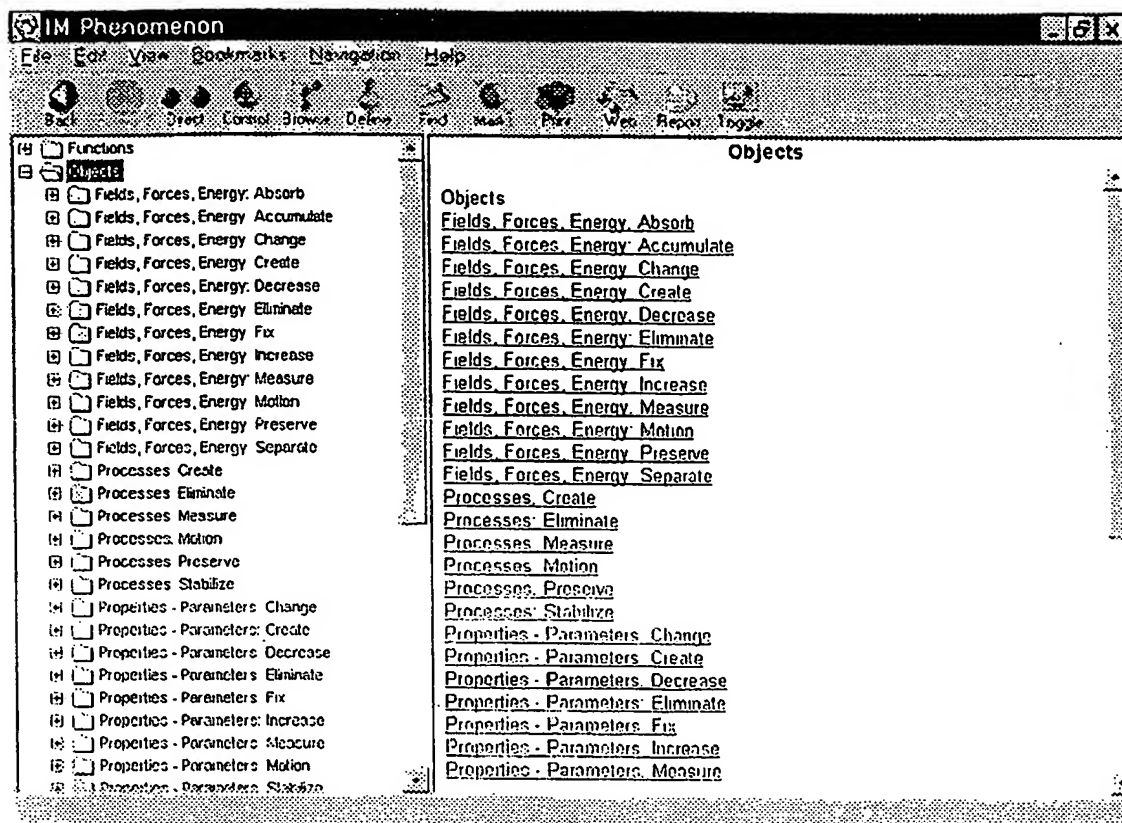 IM Phenomenon
File Edit View Bookmarks Navigation Help
Back Direct Control Browse Define Find Mark Print Web Report Toggle
Functions
Objects
Fields, Forces, Energy: Absorb
Fields, Forces, Energy Accumulate
Fields, Forces, Energy Change
Fields, Forces, Energy Create
Fields, Forces, Energy: Decrease
Fields, Forces, Energy Eliminate
Fields, Forces, Energy Fix
Fields, Forces, Energy Increase
Fields, Forces, Energy Measure
Fields, Forces, Energy Motion
Fields, Forces, Energy Preserve
Fields, Forces, Energy Separate
Processes Create
Processes Eliminate
Processes Measure
Processes. Motion
Processes Preserve
Processes Stabilize
Properties - Parameters Change
Properties - Parameters: Create
Properties - Parameters Decrease
Properties - Parameters Eliminate
Properties - Parameters Fix
Properties - Parameters: Increase
Properties - Parameters Measure
Properties - Parameters Motion
Properties - Parameters Stabilize
Objects
Objects
Fields, Forces, Energy. Absorb
Fields, Forces, Energy: Accumulate
Fields, Forces, Energy Change
Fields, Forces, Energy Create
Fields, Forces, Energy. Decrease
Fields, Forces, Energy: Eliminate
Fields, Forces, Energy Fix
Fields, Forces, Energy Increase
Fields, Forces, Energy. Measure
Fields, Forces, Energy: Motion
Fields, Forces, Energy Preserve
Fields, Forces, Energy Separate
Processes. Create
Processes: Eliminate
Processes Measure
Processes Motion
Processes. Preserve
Processes: Stabilize
Properties - Parameters Change
Properties - Parameters Create
Properties - Parameters. Decrease
Properties - Parameters: Eliminate
Properties - Parameters Fix
Properties - Parameters Increase
Properties - Parameters. Measure